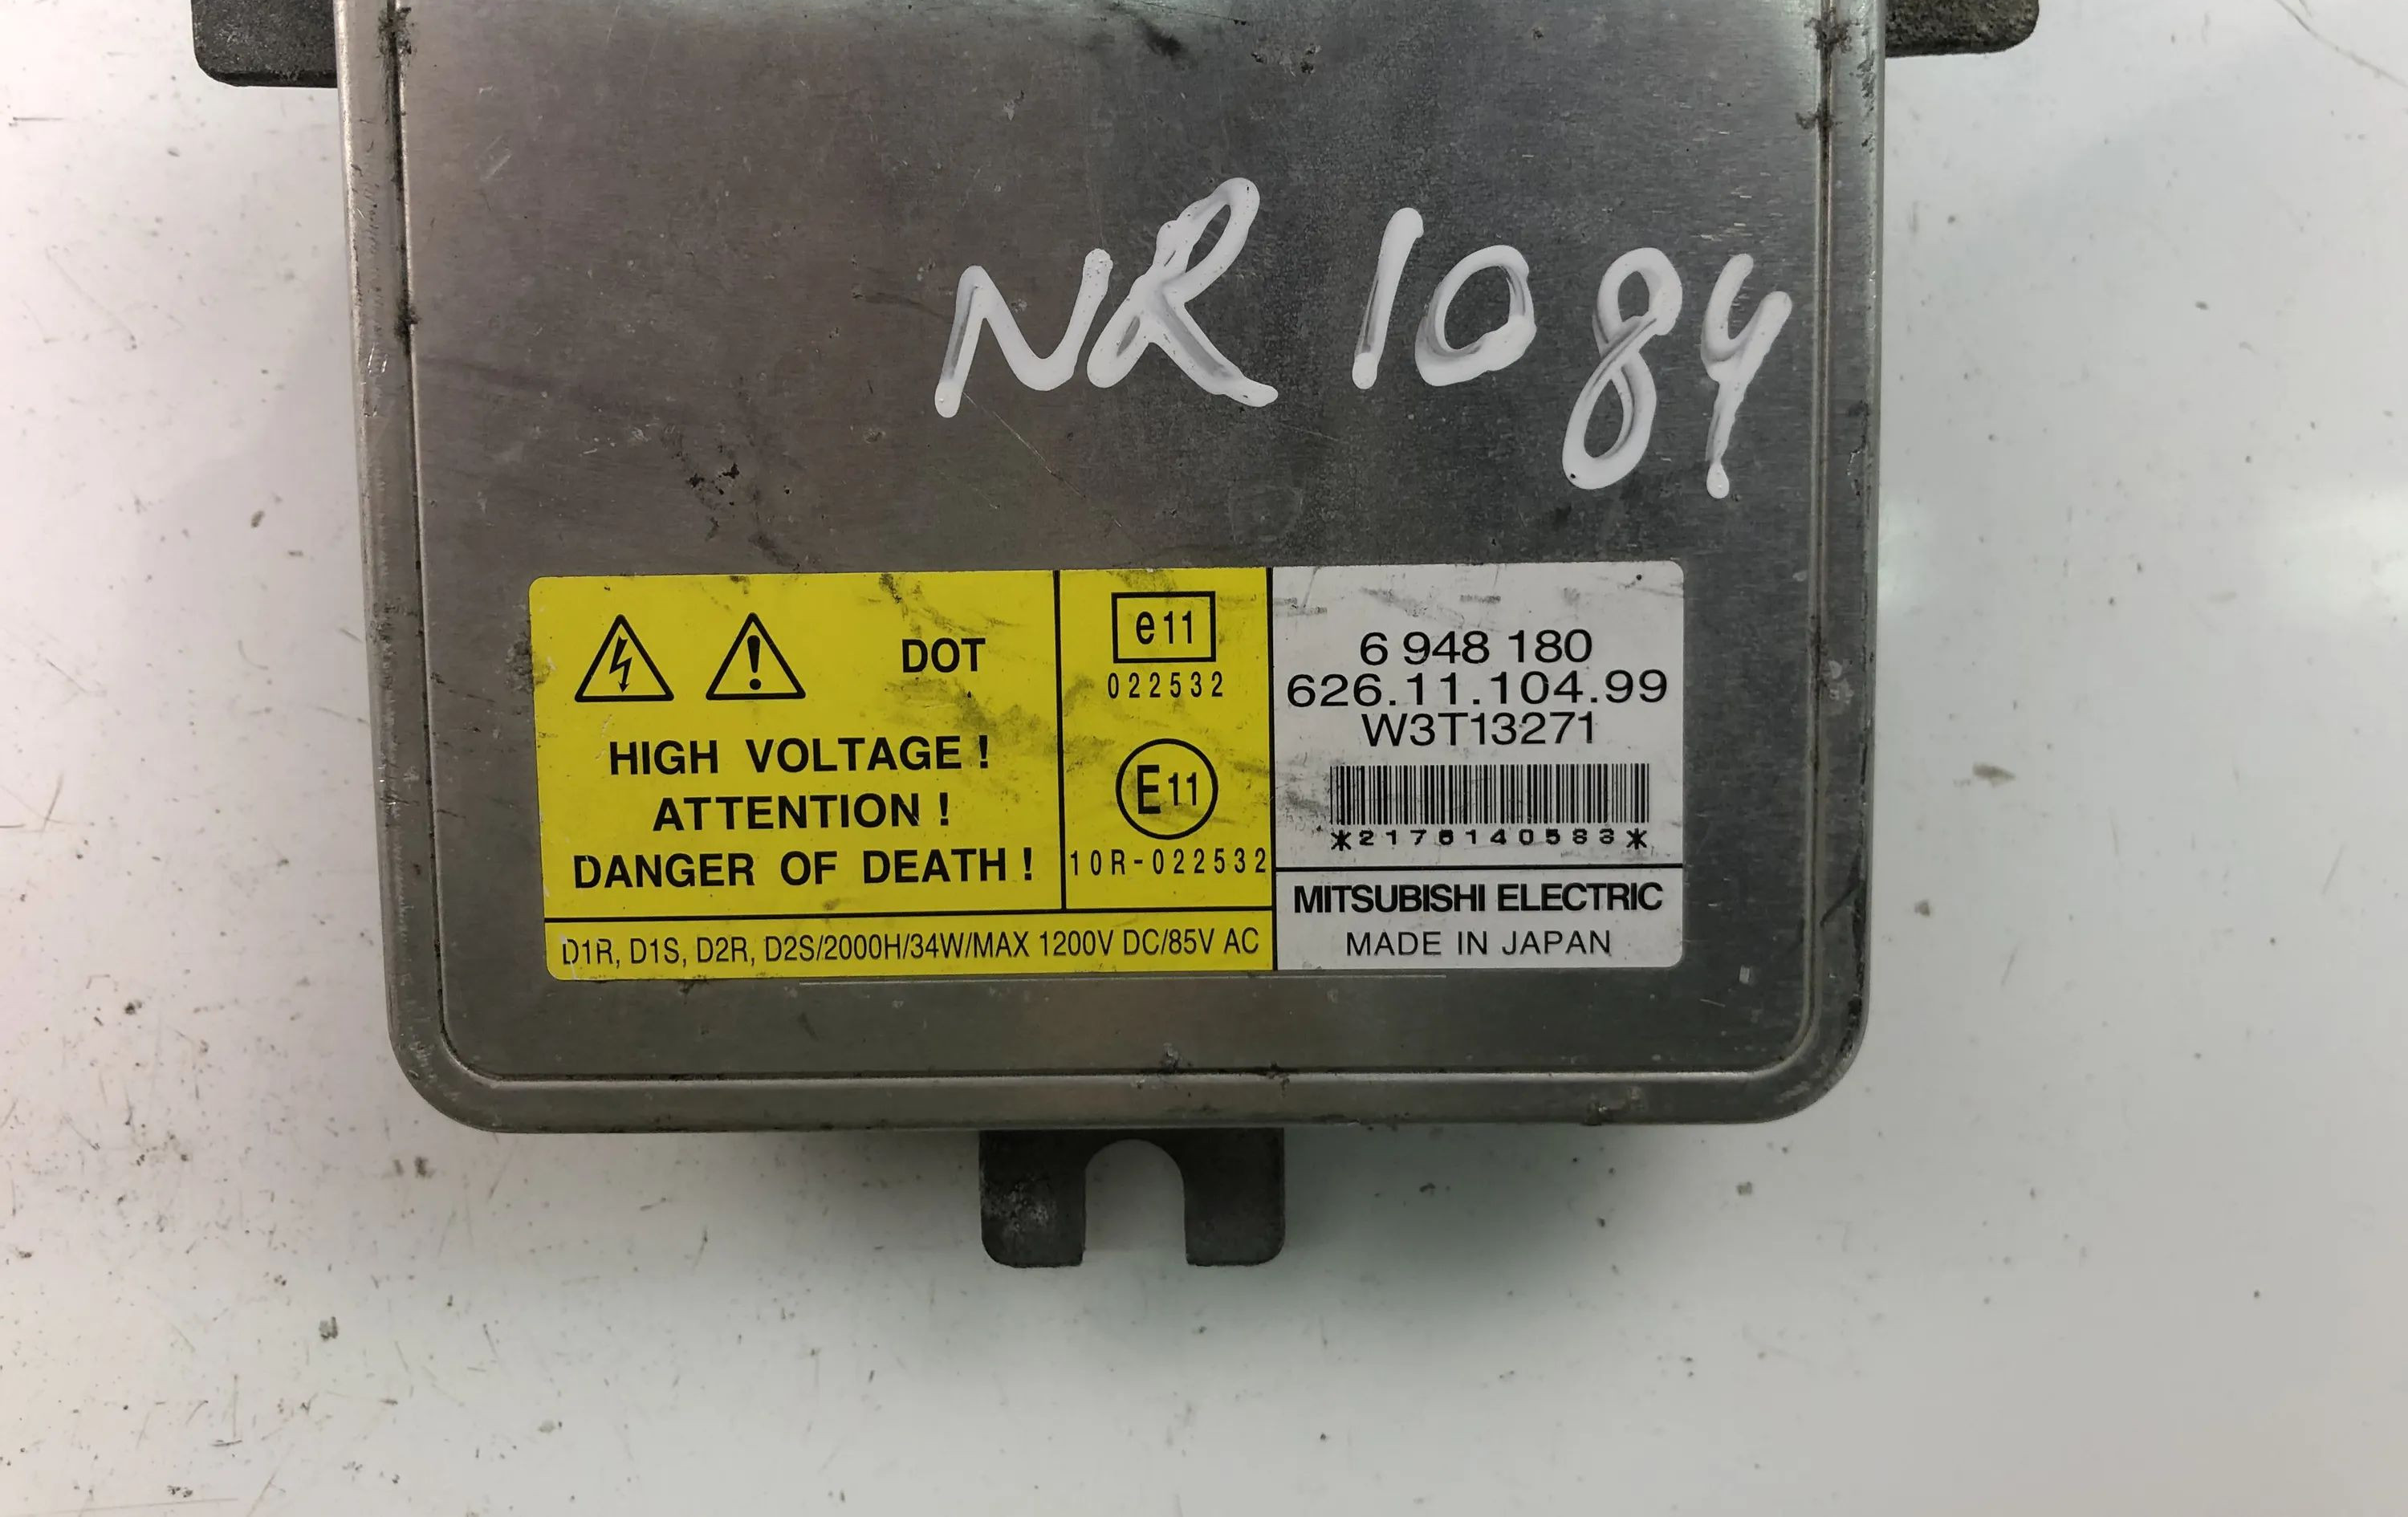 NR 1084
DOT
HIGH VOLTAGE !
ATTENTION !
DANGER OF DEATH !
e11
022532
E11
10R-022532
6 948 180
626.11.104.99
W3T13271
*2176140583*
MITSUBISHI ELECTRIC
MADE IN JAPAN
D1R, D1S, D2R, D2S/2000H/34W/MAX 1200V DC/85V AC